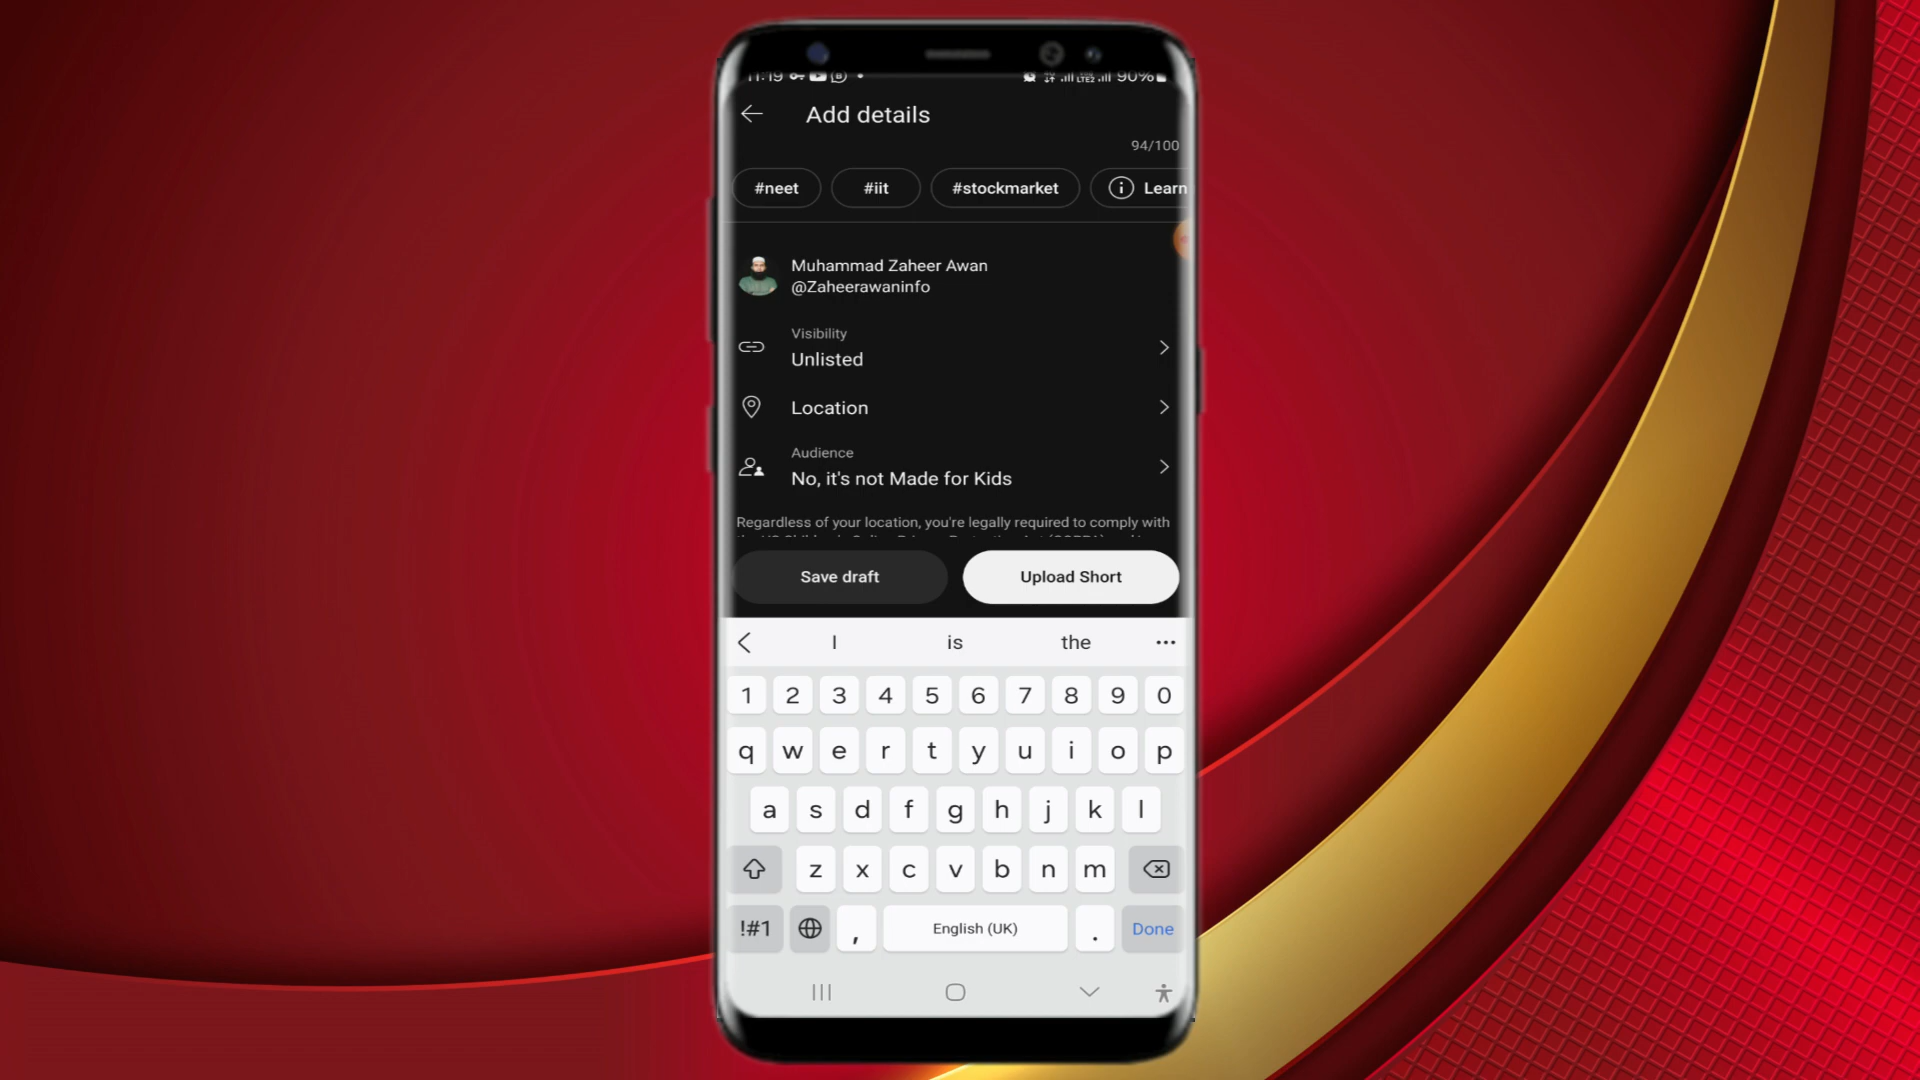 11:19 90%
Add details
94/100
#neet #iit #stockmarket Learn
Muhammad Zaheer Awan
@Zaheerawaninfo
Visibility
Unlisted
Location
Audience
No, it's not Made for Kids
Regardless of your location, you're legally required to comply with
Save draft Upload Short
I is the
1 2 3 4 5 6 7 8 9 0
q w e r t y u i o p
a s d f g h j k l
z x c v b n m
!#1 , English (UK) . Done